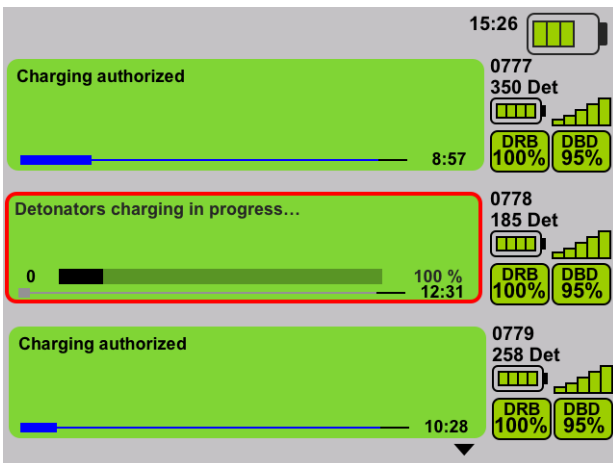 15:26
Charging authorized
8:57
0777
350 Det
DRB DBD
100% 95%
Detonators charging in progress...
0 100 %
12:31
0778
185 Det
DRB DBD
100% 95%
Charging authorized
10:28
0779
258 Det
DRB DBD
100% 95%